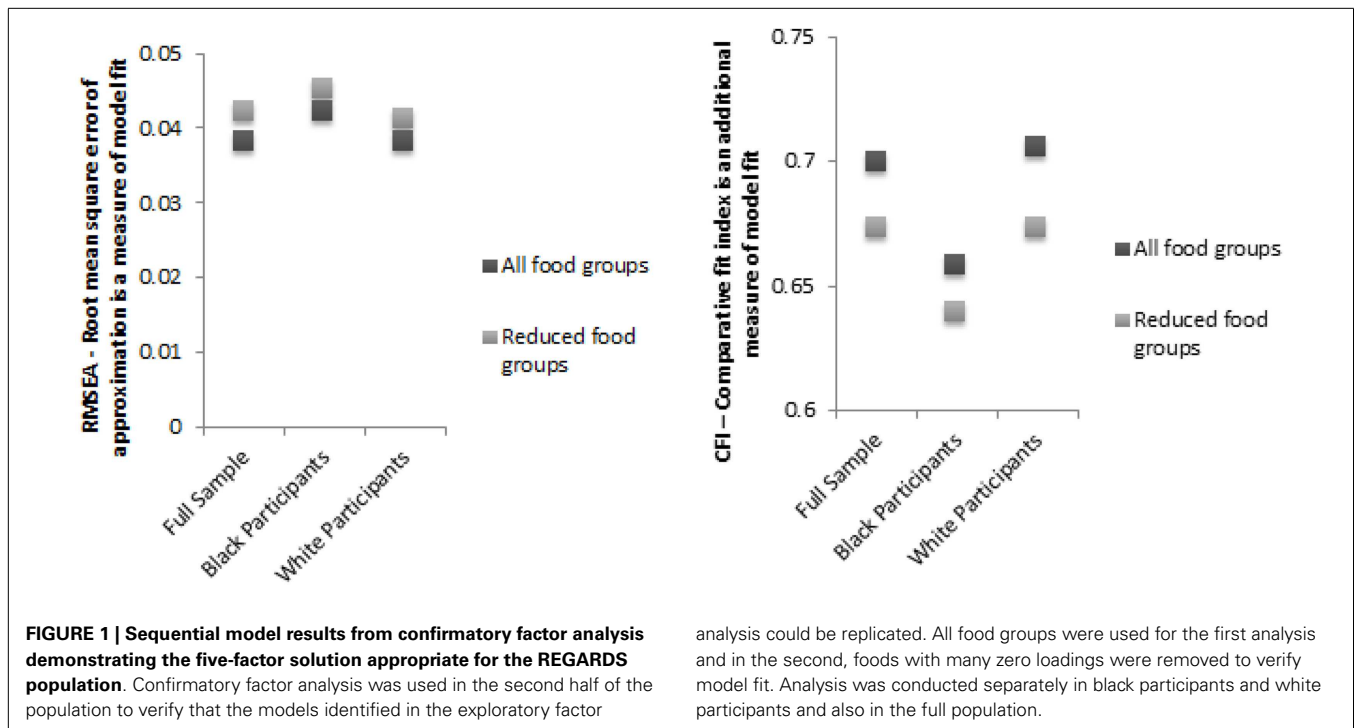 RMSEA - Root mean square error of
approximation is a measure of model fit
0.05
0.04
0.03
0.02
0.01
0
Full Sample
Black Participants
White Participants
All food groups
Reduced food
groups
CFI – Comparative fit index is an additional
measure of model fit
0.75
0.7
0.65
0.6
Full Sample
Black Participants
White Participants
All food groups
Reduced food
groups
FIGURE 1 | Sequential model results from confirmatory factor analysis
demonstrating the five-factor solution appropriate for the REGARDS
population. Confirmatory factor analysis was used in the second half of the
population to verify that the models identified in the exploratory factor
analysis could be replicated. All food groups were used for the first analysis
and in the second, foods with many zero loadings were removed to verify
model fit. Analysis was conducted separately in black participants and white
participants and also in the full population.